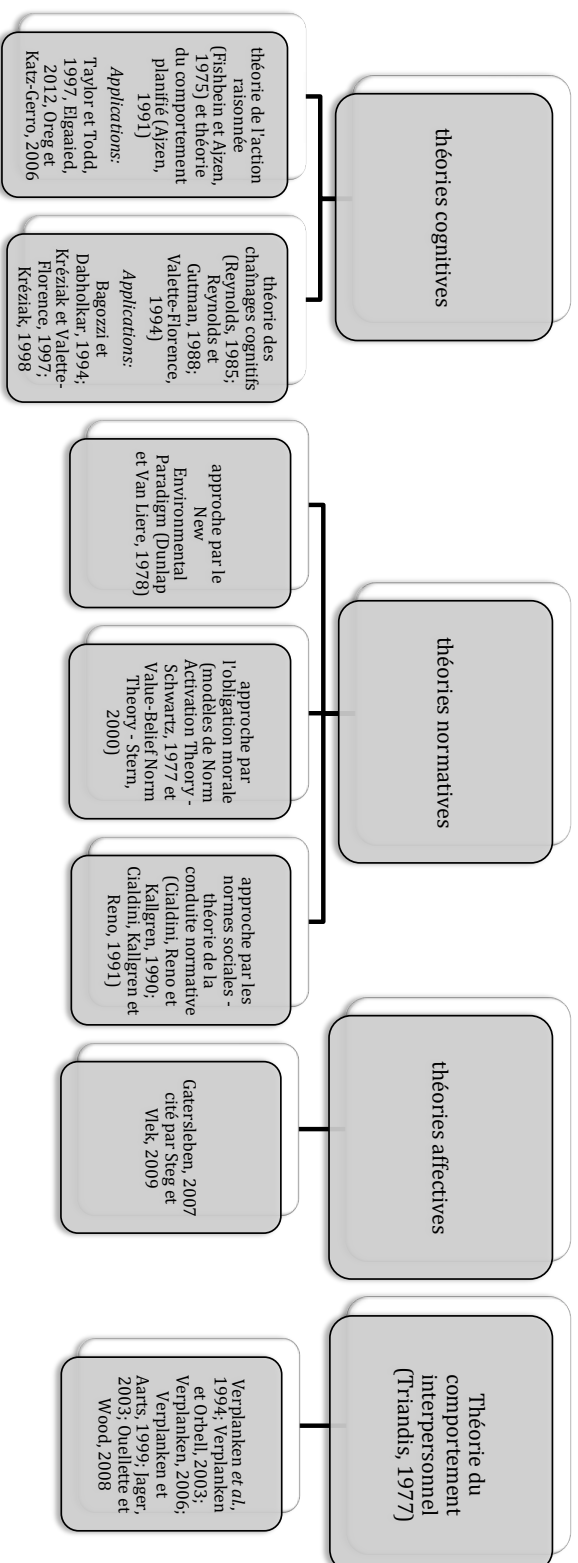 théories cognitives
théorie de l'action
raisonnée
(Fishbein et Ajzen,
1975) et théorie
du comportement
planifié (Ajzen,
1991)
Applications:
Taylor et Todd,
1997, Elgaaied,
2012, Oreg et
Katz-Gerro, 2006
théorie des
chaînages cognitifs
(Reynolds, 1985;
Reynolds et
Gutman, 1988;
Valette-Florence,
1994)
Applications:
Bagozzi et
Dabholkar, 1994;
Kréziak et Valette-
Florence, 1997;
Kréziak, 1998
théories normatives
approche par le
New
Environmental
Paradigm (Dunlap
et Van Liere, 1978)
approche par
l'obligation morale
(modèles de Norm
Activation Theory -
Schwartz, 1977 et
Value-Belief Norm
Theory - Stern,
2000)
approche par les
normes sociales -
théorie de la
conduite normative
(Cialdini, Reno et
Kallgren, 1990;
Cialdini, Kallgren et
Reno, 1991)
théories affectives
Gatersleben, 2007
cité par Steg et
Vlek, 2009
Théorie du
comportement
interpersonnel
(Triandis, 1977)
Verplanken et al.,
1994; Verplanken
et Orbell, 2003;
Verplanken, 2006;
Verplanken et
Aarts, 1999; Jager,
2003; Ouellette et
Wood, 2008